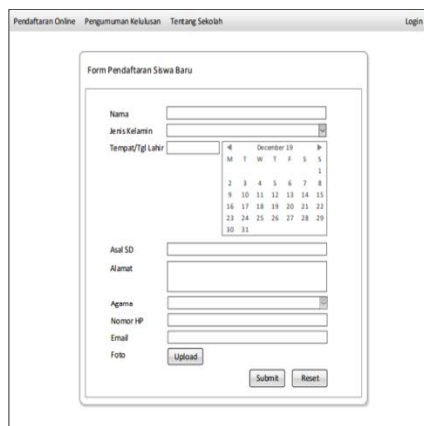 Pendaftaran Online Pengumuman Kelulusan Tentang Sekolah Login
Form Pendaftaran Siswa Baru
Nama
Jenis Kelamin
Tempat/Tgl Lahir
December 19
M T W T F S S
1
2 3 4 5 6 7 8
9 10 11 12 13 14 15
16 17 18 19 20 21 22
23 24 25 26 27 28 29
30 31
Asal SD
Alamat
Agama
Nomor HP
Email
Foto Upload
Submit Reset